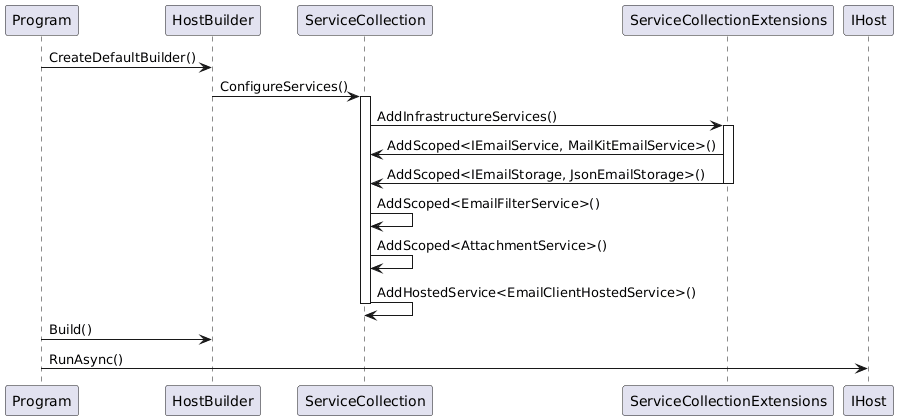 Program
HostBuilder
ServiceCollection
ServiceCollectionExtensions
IHost
CreateDefaultBuilder()
ConfigureServices()
AddInfrastructureServices()
AddScoped<IEmailService, MailKitEmailService>()
AddScoped<IEmailStorage, JsonEmailStorage>()
AddScoped<EmailFilterService>()
AddScoped<AttachmentService>()
AddHostedService<EmailClientHostedService>()
Build()
RunAsync()
Program
HostBuilder
ServiceCollection
ServiceCollectionExtensions
IHost